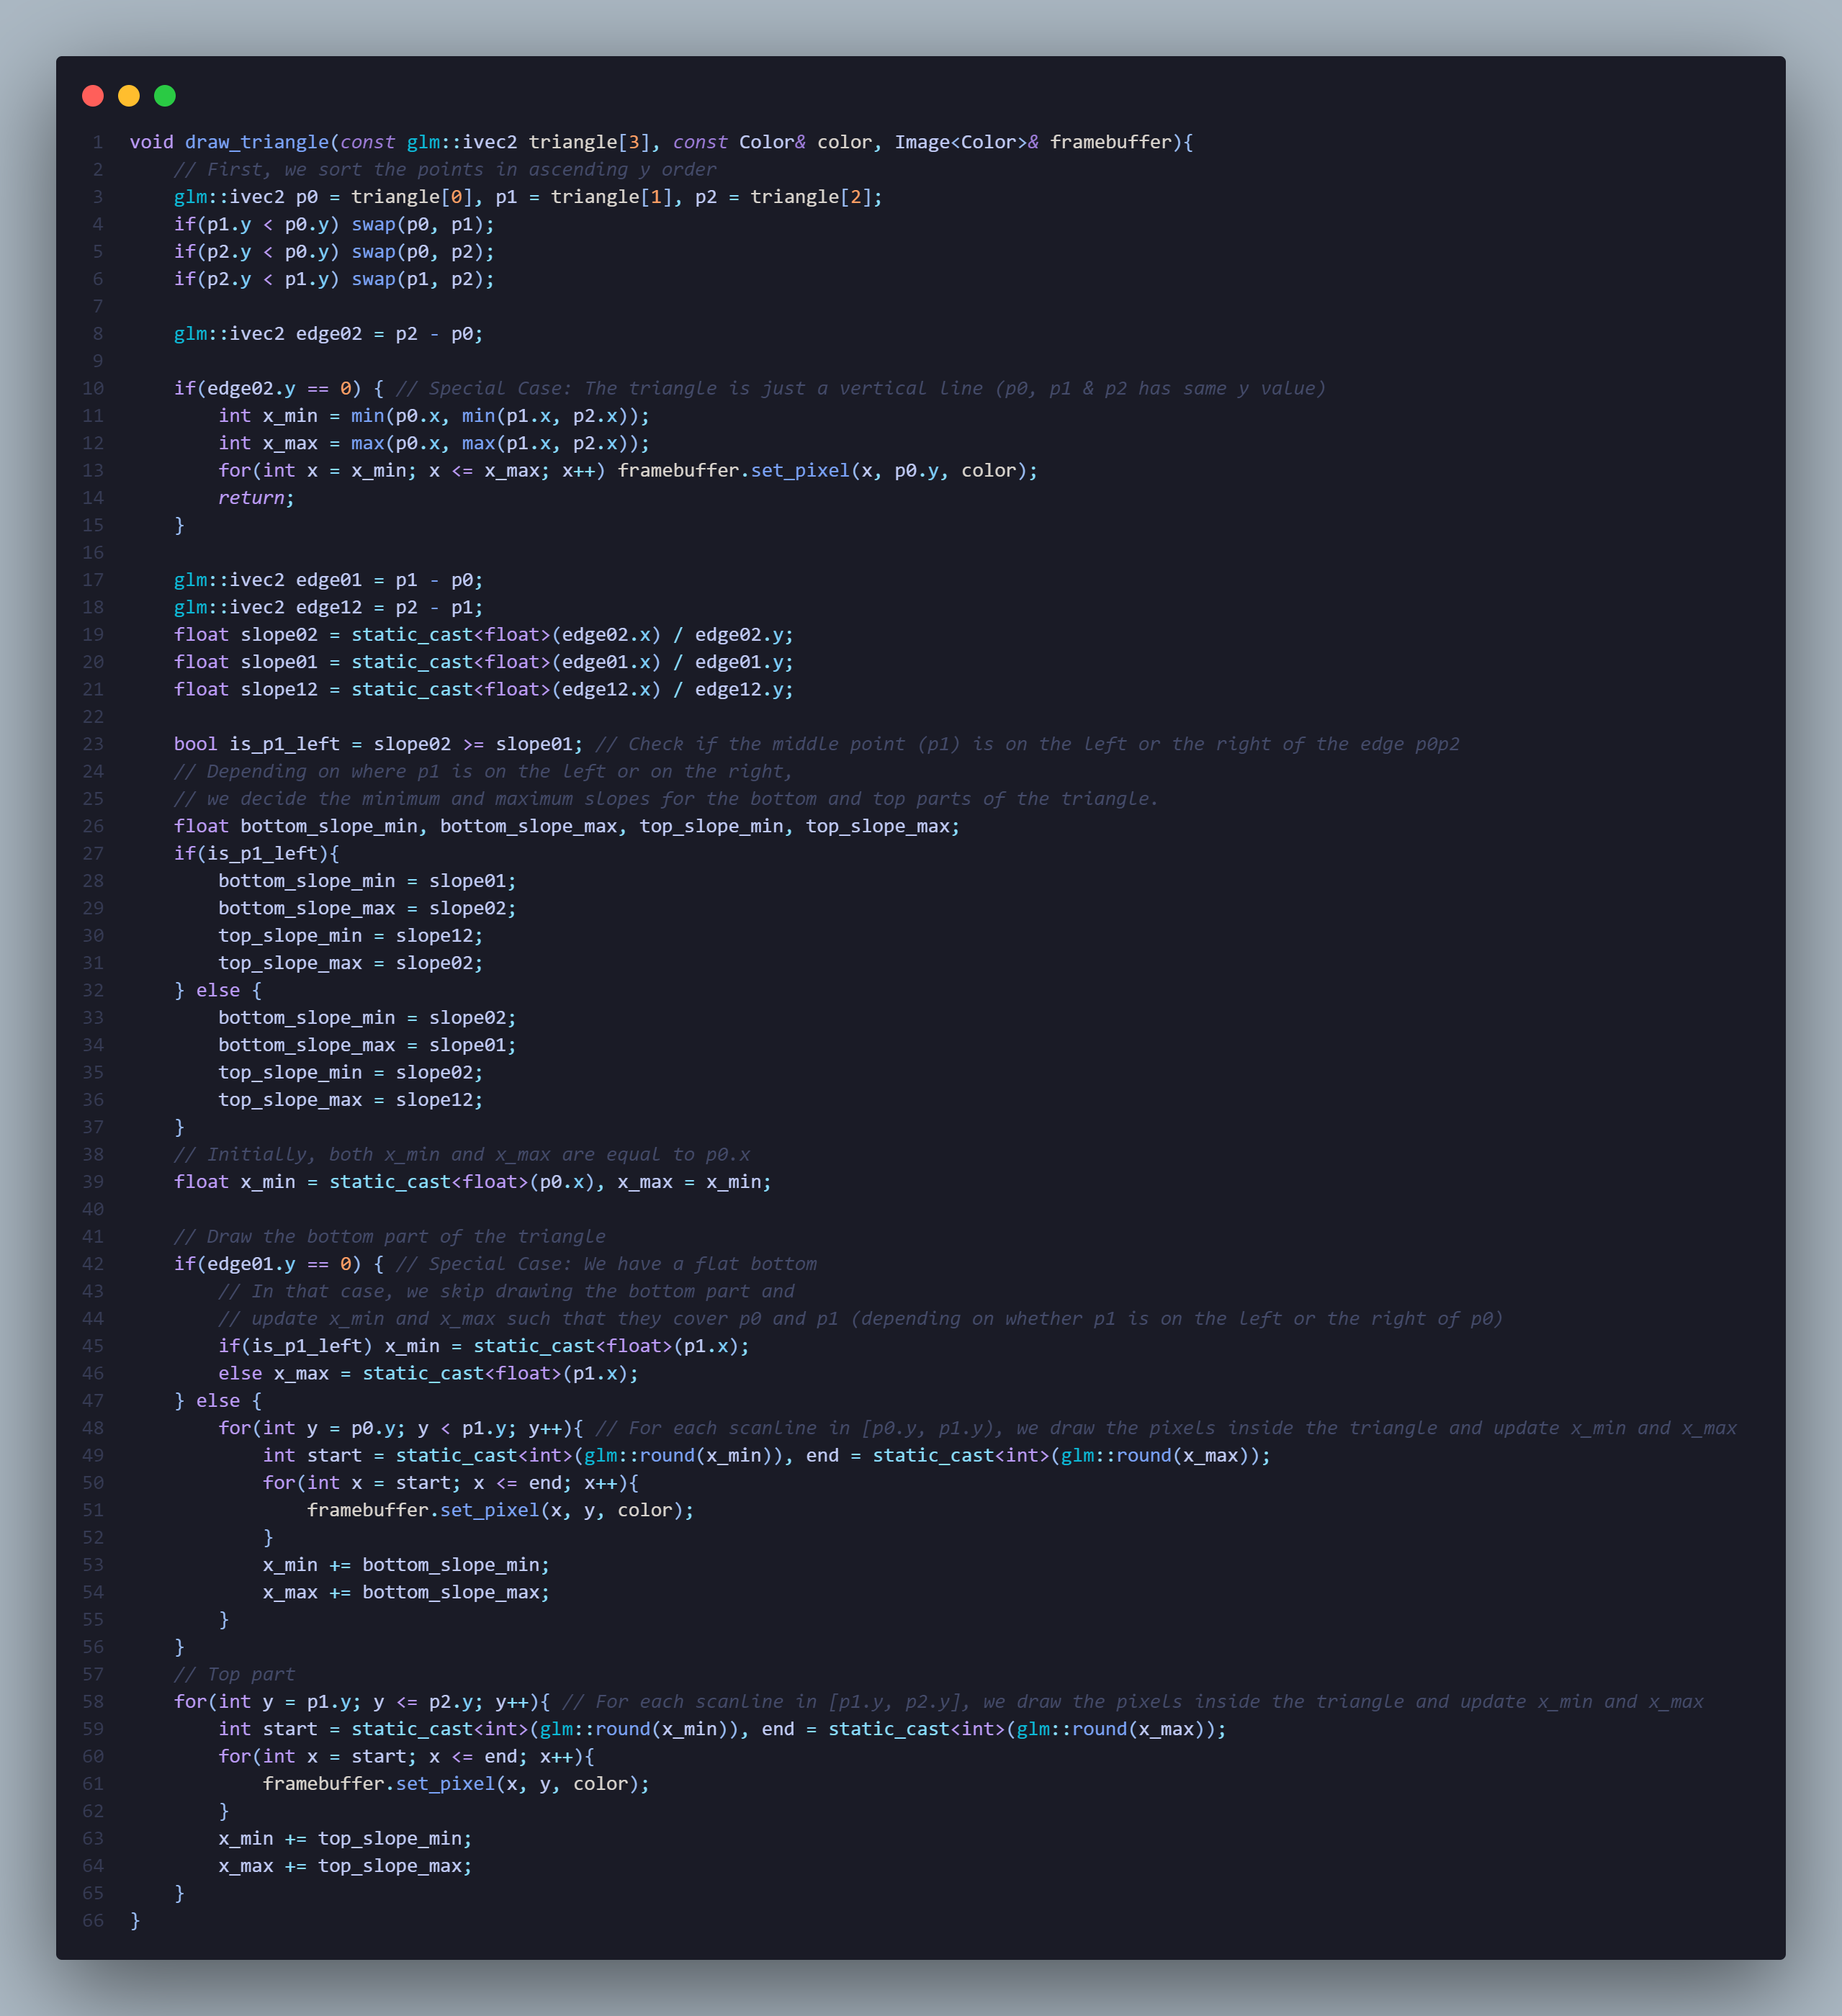 1 void draw_triangle(const glm::ivec2 triangle[3], const Color& color, Image<Color>& framebuffer){
2     // First, we sort the points in ascending y order
3     glm::ivec2 p0 = triangle[0], p1 = triangle[1], p2 = triangle[2];
4     if(p1.y < p0.y) swap(p0, p1);
5     if(p2.y < p0.y) swap(p0, p2);
6     if(p2.y < p1.y) swap(p1, p2);
7
8     glm::ivec2 edge02 = p2 - p0;
9
10     if(edge02.y == 0) { // Special Case: The triangle is just a vertical line (p0, p1 & p2 has same y value)
11         int x_min = min(p0.x, min(p1.x, p2.x));
12         int x_max = max(p0.x, max(p1.x, p2.x));
13         for(int x = x_min; x <= x_max; x++) framebuffer.set_pixel(x, p0.y, color);
14         return;
15     }
16
17     glm::ivec2 edge01 = p1 - p0;
18     glm::ivec2 edge12 = p2 - p1;
19     float slope02 = static_cast<float>(edge02.x) / edge02.y;
20     float slope01 = static_cast<float>(edge01.x) / edge01.y;
21     float slope12 = static_cast<float>(edge12.x) / edge12.y;
22
23     bool is_p1_left = slope02 >= slope01; // Check if the middle point (p1) is on the left or the right of the edge p0p2
24     // Depending on where p1 is on the left or on the right,
25     // we decide the minimum and maximum slopes for the bottom and top parts of the triangle.
26     float bottom_slope_min, bottom_slope_max, top_slope_min, top_slope_max;
27     if(is_p1_left){
28         bottom_slope_min = slope01;
29         bottom_slope_max = slope02;
30         top_slope_min = slope12;
31         top_slope_max = slope02;
32     } else {
33         bottom_slope_min = slope02;
34         bottom_slope_max = slope01;
35         top_slope_min = slope02;
36         top_slope_max = slope12;
37     }
38     // Initially, both x_min and x_max are equal to p0.x
39     float x_min = static_cast<float>(p0.x), x_max = x_min;
40
41     // Draw the bottom part of the triangle
42     if(edge01.y == 0) { // Special Case: We have a flat bottom
43         // In that case, we skip drawing the bottom part and
44         // update x_min and x_max such that they cover p0 and p1 (depending on whether p1 is on the left or the right of p0)
45         if(is_p1_left) x_min = static_cast<float>(p1.x);
46         else x_max = static_cast<float>(p1.x);
47     } else {
48         for(int y = p0.y; y < p1.y; y++){ // For each scanline in [p0.y, p1.y), we draw the pixels inside the triangle and update x_min and x_max
49             int start = static_cast<int>(glm::round(x_min)), end = static_cast<int>(glm::round(x_max));
50             for(int x = start; x <= end; x++){
51                 framebuffer.set_pixel(x, y, color);
52             }
53             x_min += bottom_slope_min;
54             x_max += bottom_slope_max;
55         }
56     }
57     // Top part
58     for(int y = p1.y; y <= p2.y; y++){ // For each scanline in [p1.y, p2.y], we draw the pixels inside the triangle and update x_min and x_max
59         int start = static_cast<int>(glm::round(x_min)), end = static_cast<int>(glm::round(x_max));
60         for(int x = start; x <= end; x++){
61             framebuffer.set_pixel(x, y, color);
62         }
63         x_min += top_slope_min;
64         x_max += top_slope_max;
65     }
66 }